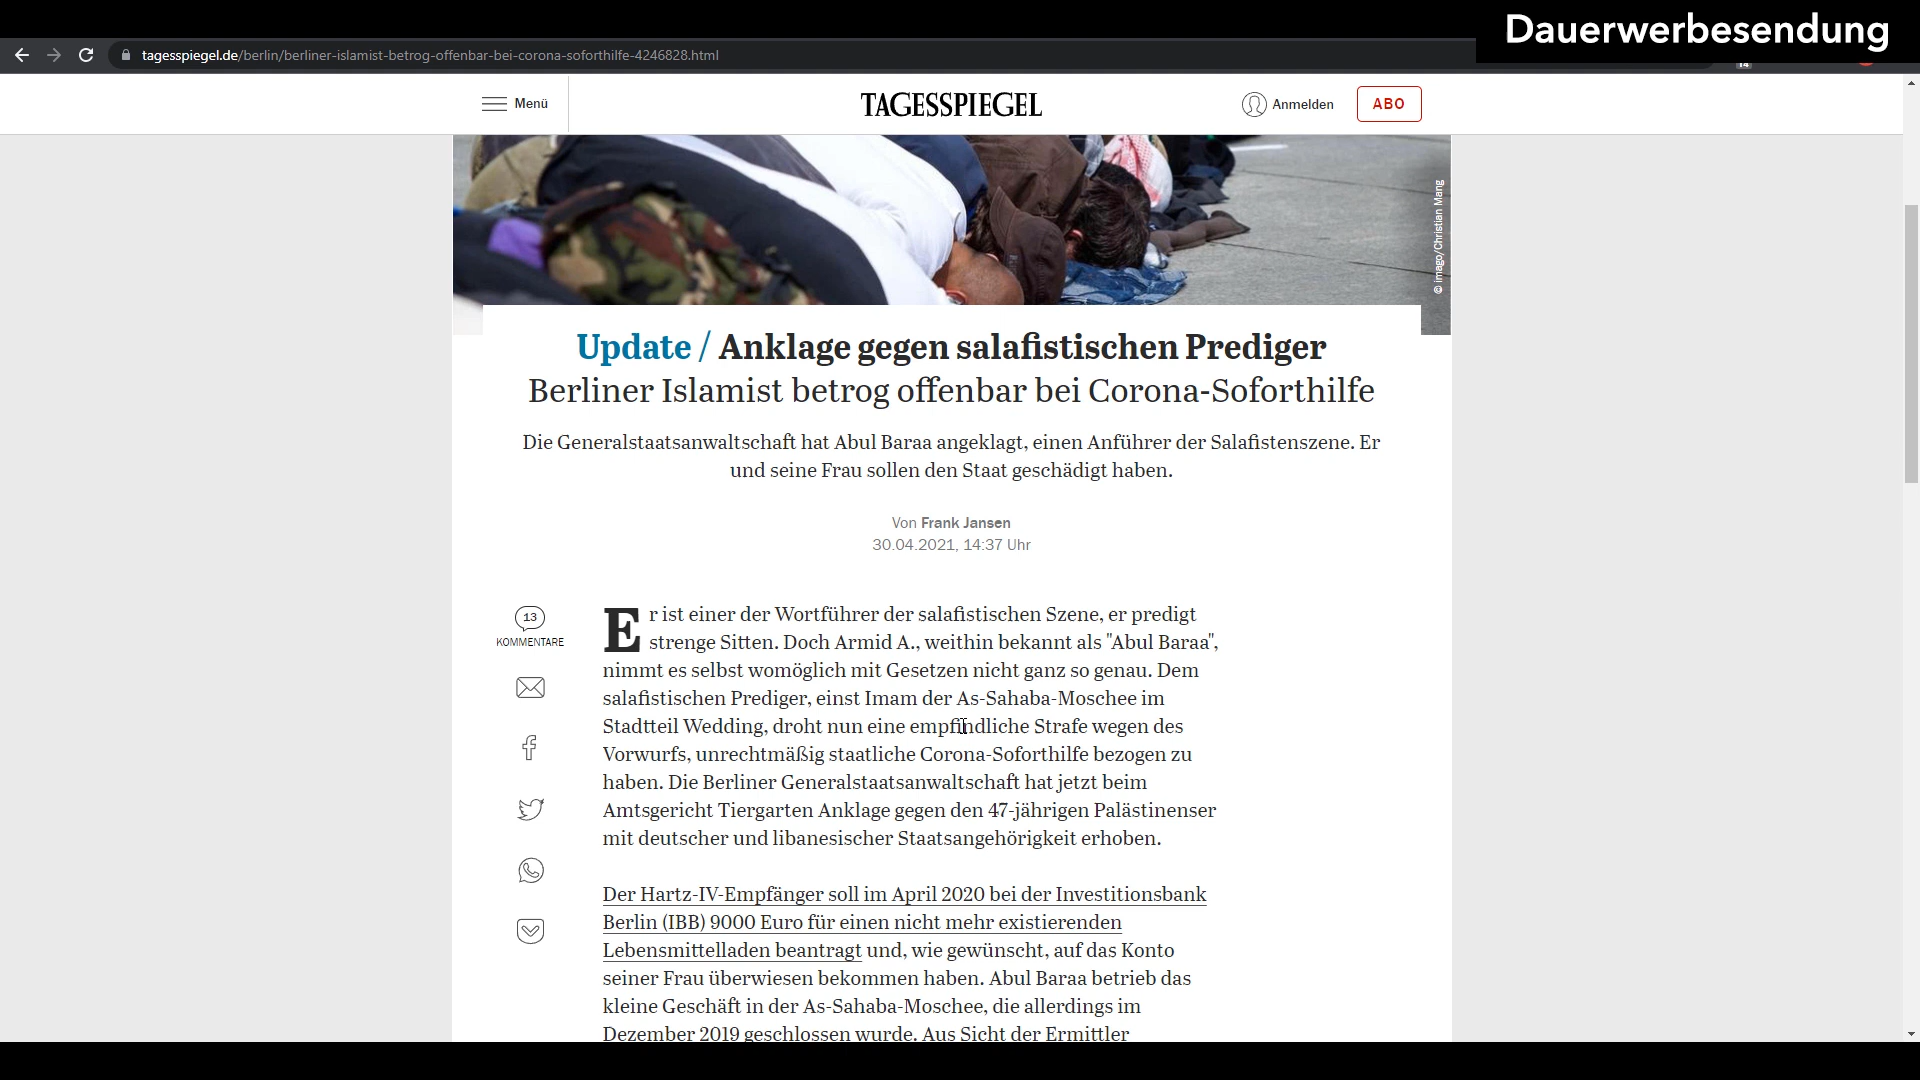 Dauerwerbesendung
tagesspiegel.de/berlin/berliner-islamist-betrog-offenbar-bei-corona-soforthilfe-4246828.html
14
Menü
TAGESSPIEGEL
Anmelden
ABO
© imago/Christian Mang
Update / Anklage gegen salafistischen Prediger
Berliner Islamist betrog offenbar bei Corona-Soforthilfe
Die Generalstaatsanwaltschaft hat Abul Baraa angeklagt, einen Anführer der Salafistenszene. Er
und seine Frau sollen den Staat geschädigt haben.
Von Frank Jansen
30.04.2021, 14:37 Uhr
13
KOMMENTARE
Er ist einer der Wortführer der salafistischen Szene, er predigt
strenge Sitten. Doch Armid A., weithin bekannt als "Abul Baraa",
nimmt es selbst womöglich mit Gesetzen nicht ganz so genau. Dem
salafistischen Prediger, einst Imam der As-Sahaba-Moschee im
Stadtteil Wedding, droht nun eine empfindliche Strafe wegen des
Vorwurfs, unrechtmäßig staatliche Corona-Soforthilfe bezogen zu
haben. Die Berliner Generalstaatsanwaltschaft hat jetzt beim
Amtsgericht Tiergarten Anklage gegen den 47-jährigen Palästinenser
mit deutscher und libanesischer Staatsangehörigkeit erhoben.
Der Hartz-IV-Empfänger soll im April 2020 bei der Investitionsbank
Berlin (IBB) 9000 Euro für einen nicht mehr existierenden
Lebensmittelladen beantragt und, wie gewünscht, auf das Konto
seiner Frau überwiesen bekommen haben. Abul Baraa betrieb das
kleine Geschäft in der As-Sahaba-Moschee, die allerdings im
Dezember 2019 geschlossen wurde. Aus Sicht der Ermittler